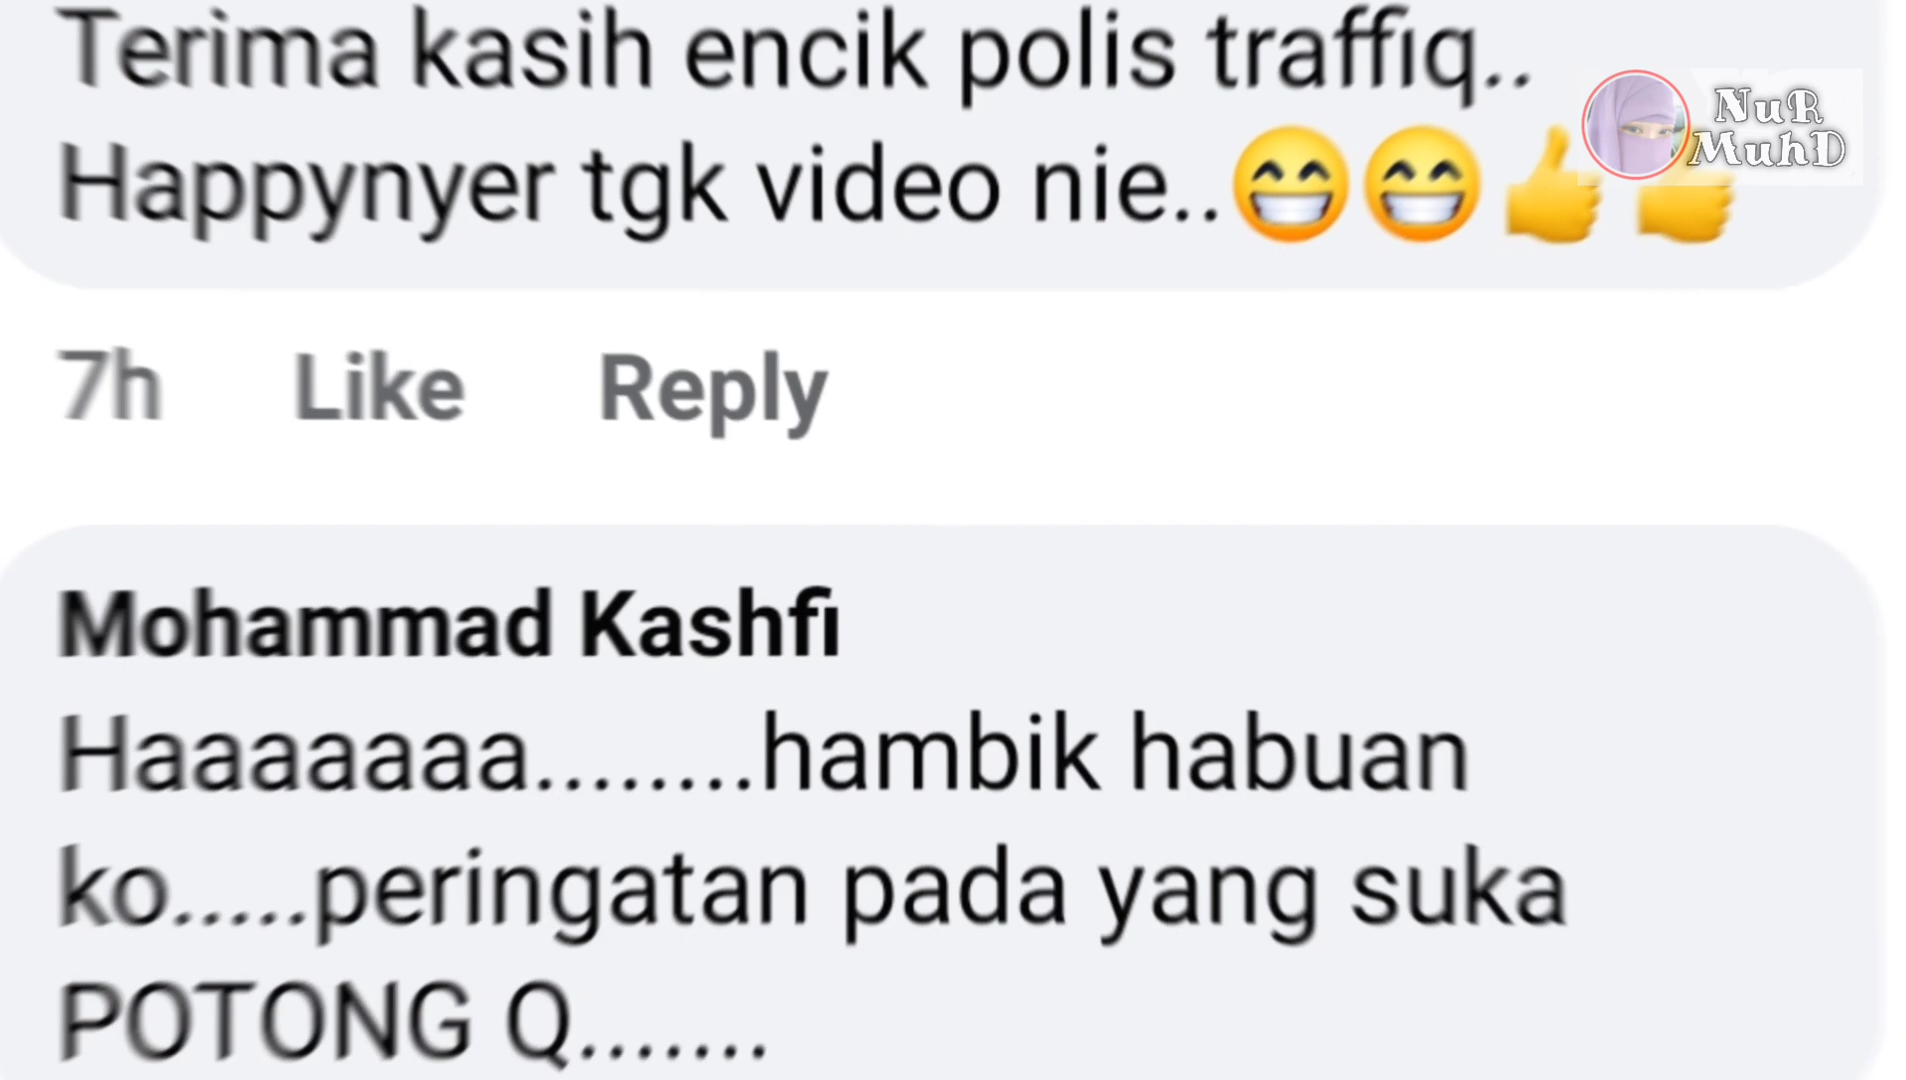 Terima kasih encik polis traffiq..
Happynyer tgk video nie..😁😁👍👍
NuR
MuhD
7h Like Reply
Mohammad Kashfi
Haaaaaaa........hambik habuan
ko.....peringatan pada yang suka
POTONG Q.......